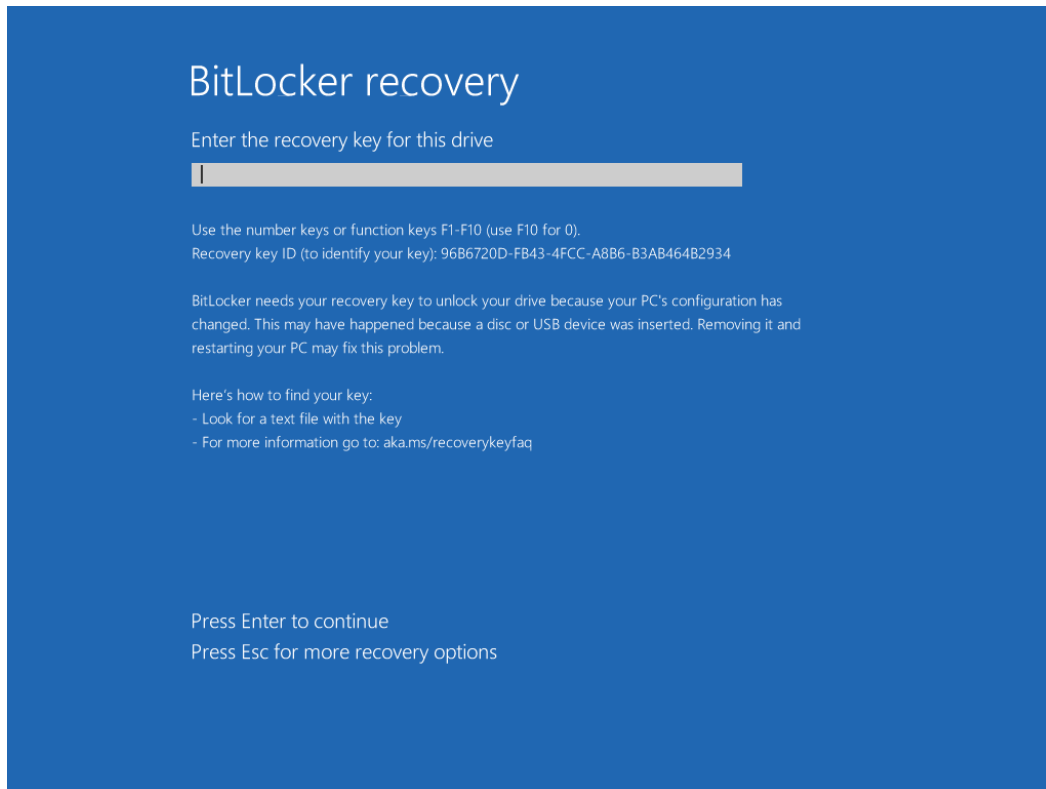 BitLocker recovery
Enter the recovery key for this drive
Use the number keys or function keys F1-F10 (use F10 for 0).
Recovery key ID (to identify your key): 96B6720D-FB43-4FCC-A8B6-B3AB464B2934
BitLocker needs your recovery key to unlock your drive because your PC's configuration has
changed. This may have happened because a disc or USB device was inserted. Removing it and
restarting your PC may fix this problem.
Here's how to find your key:
- Look for a text file with the key
- For more information go to: aka.ms/recoverykeyfaq
Press Enter to continue
Press Esc for more recovery options